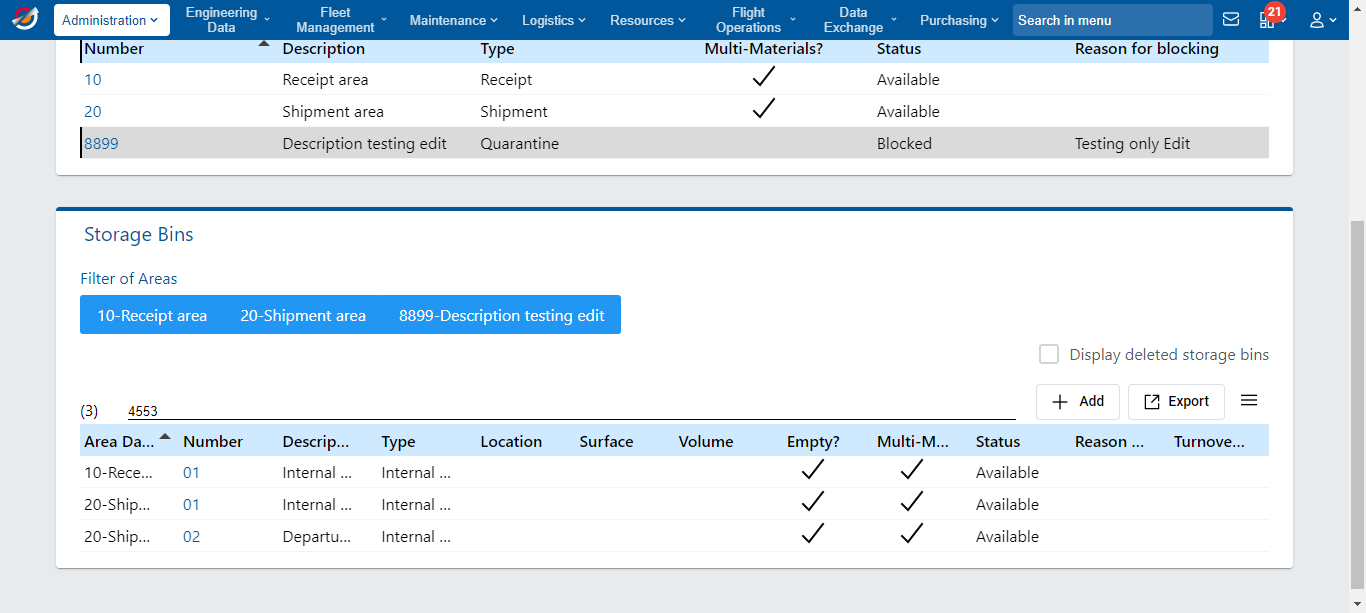 Administration
Engineering Data
Fleet Management
Maintenance
Logistics
Resources
Flight Operations
Data Exchange
Purchasing
Search in menu
21
Number Description Type Multi-Materials? Status Reason for blocking
10 Receipt area Receipt Available
20 Shipment area Shipment Available
8899 Description testing edit Quarantine Blocked Testing only Edit
Storage Bins
Filter of Areas
10-Receipt area 20-Shipment area 8899-Description testing edit
Display deleted storage bins
(3) 4553 Add Export
Area Da... Number Descrip... Type Location Surface Volume Empty? Multi-M... Status Reason ... Turnove...
10-Rece... 01 Internal ... Internal ... Available
20-Ship... 01 Internal ... Internal ... Available
20-Ship... 02 Departu... Internal ... Available